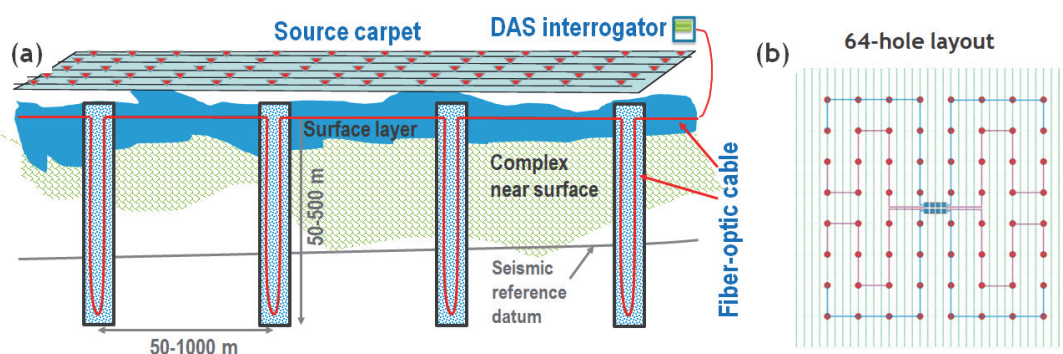 (a)
Source carpet
DAS interrogator
Surface layer
Complex
near surface
50-500 m
Seismic
reference
datum
50-1000 m
Fiber-optic cable
(b)
64-hole layout